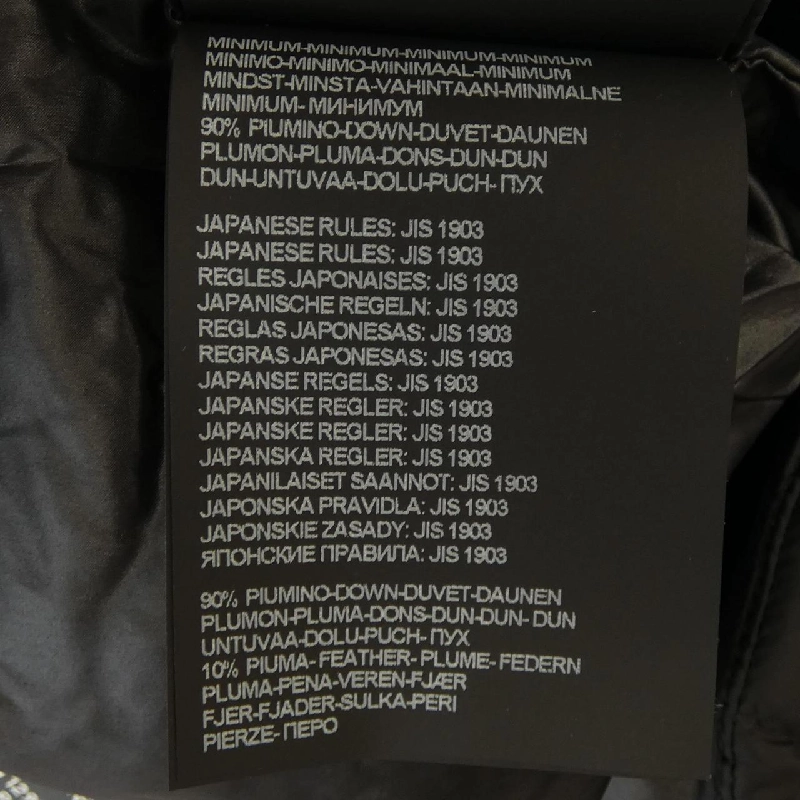 MINIMUM-MINIMUM-MINIMUM-MINIMUM
MINIMO-MINIMO-MINIMAAL-MINIMUM
MINDST-MINSTA-VAHINTAAN-MINIMALNE
MINIMUM- МИНИМУМ
90% PIUMINO-DOWN-DUVET-DAUNEN
PLUMON-PLUMA-DONS-DUN-DUN
DUN-UNTUVAA-DOLU-PUCH- ПУХ
JAPANESE RULES: JIS 1903
JAPANESE RULES: JIS 1903
REGLES JAPONAISES: JIS 1903
JAPANISCHE REGELN: JIS 1903
REGLAS JAPONESAS: JIS 1903
REGRAS JAPONESAS: JIS 1903
JAPANSE REGELS: JIS 1903
JAPANSKE REGLER: JIS 1903
JAPANSKE REGLER: JIS 1903
JAPANSKA REGLER: JIS 1903
JAPANILAISET SAANNOT: JIS 1903
JAPONSKA PRAVIDLA: JIS 1903
JAPONSKIE ZASADY: JIS 1903
ЯПОНСКИЕ ПРАВИЛА: JIS 1903
90% PIUMINO-DOWN-DUVET-DAUNEN
PLUMON-PLUMA-DONS-DUN-DUN- DUN
UNTUVAA-DOLU-PUCH- ПУХ
10% PIUMA- FEATHER- PLUME- FEDERN
PLUMA-PENA-VEREN-FJÆR
FJER-FJADER-SULKA-PERI
PIERZE- ПЕРО